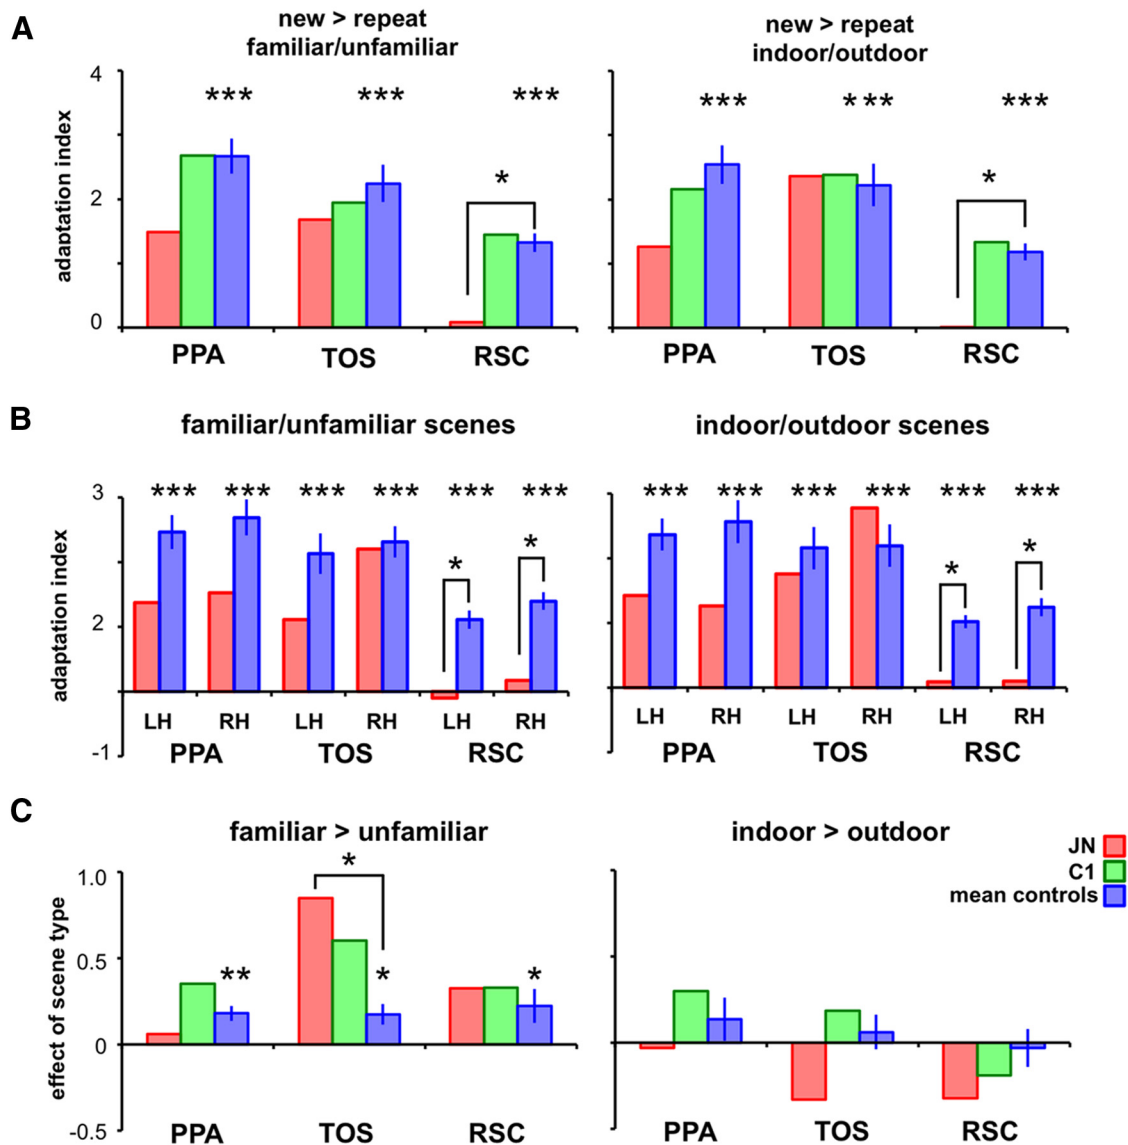 A
new > repeat
familiar/unfamiliar
new > repeat
indoor/outdoor
adaptation index
4
2
0
*** *** ***
*
*** *** ***
*
PPA TOS RSC
PPA TOS RSC
B
familiar/unfamiliar scenes
indoor/outdoor scenes
adaptation index
3
2
-1
*** *** *** *** *** ***
* *
*** *** *** *** *** ***
* *
LH RH LH RH LH RH
PPA TOS RSC
LH RH LH RH LH RH
PPA TOS RSC
C
familiar > unfamiliar
indoor > outdoor
JN
C1
mean controls
effect of scene type
1.0
0.5
0
-0.5
*
** * *
PPA TOS RSC
PPA TOS RSC